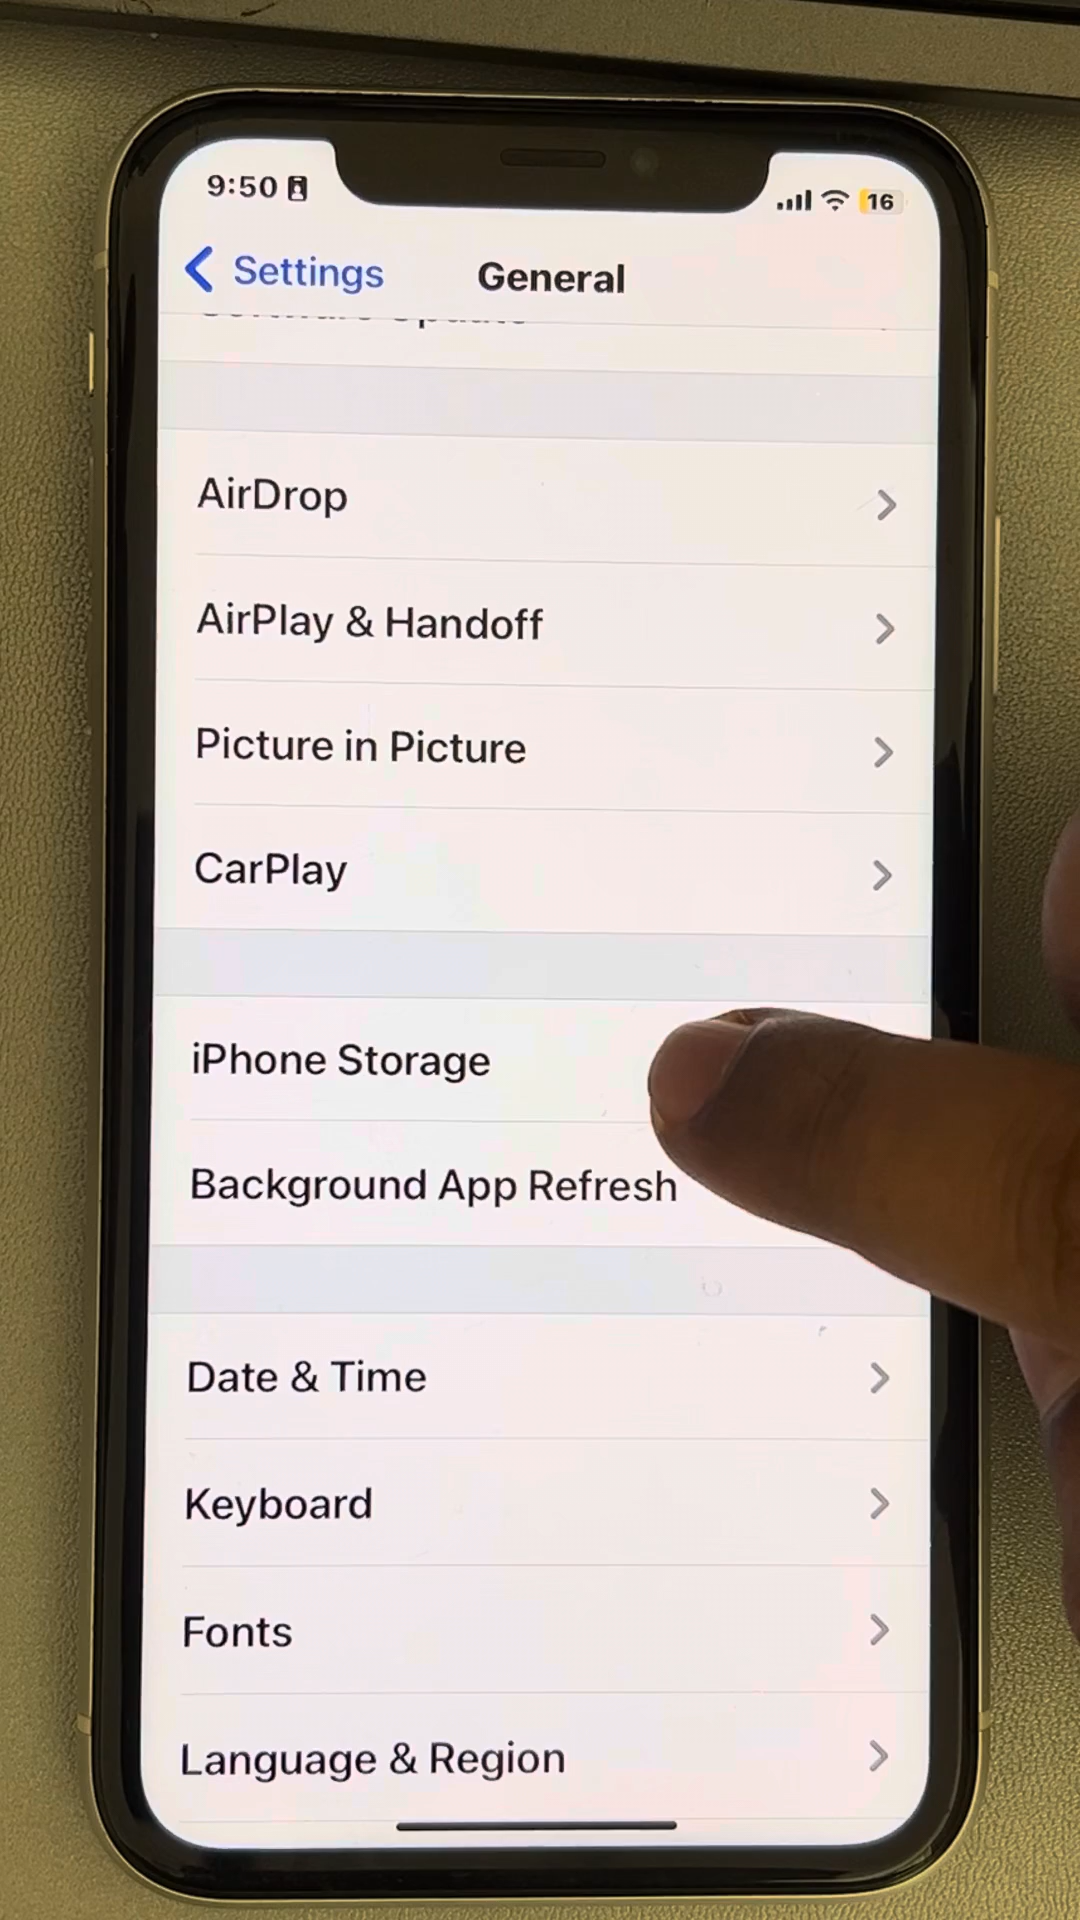 9:50
16
Settings
General
AirDrop
AirPlay & Handoff
Picture in Picture
CarPlay
iPhone Storage
Background App Refresh
Date & Time
Keyboard
Fonts
Language & Region